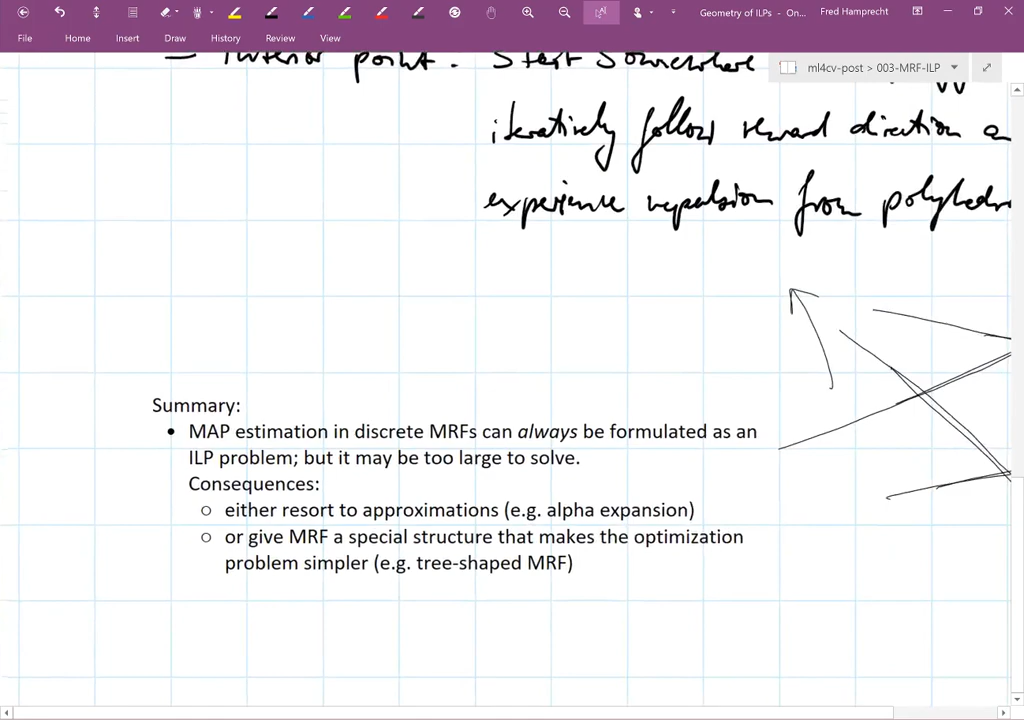 Geometry of ILPs - On...
Fred Hamprecht
File
Home
Insert
Draw
History
Review
View
ml4cv-post > 003-MRF-ILP
– Interior point. Start Somewhere
iteratively follow reward direction
experience repulsion from polyhedr
Summary:
• MAP estimation in discrete MRFs can always be formulated as an
ILP problem; but it may be too large to solve.
Consequences:
o either resort to approximations (e.g. alpha expansion)
o or give MRF a special structure that makes the optimization
problem simpler (e.g. tree-shaped MRF)